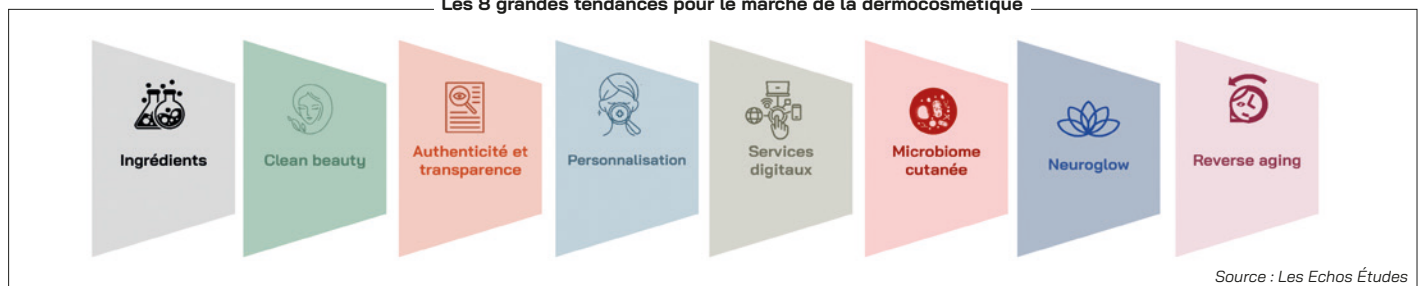 Les 8 grandes tendances pour le marché de la dermocosmétique
Ingrédients
Clean beauty
Authenticité et
transparence
Personnalisation
Services
digitaux
Microbiome
cutanée
Neuroglow
Reverse aging
Source : Les Echos Études